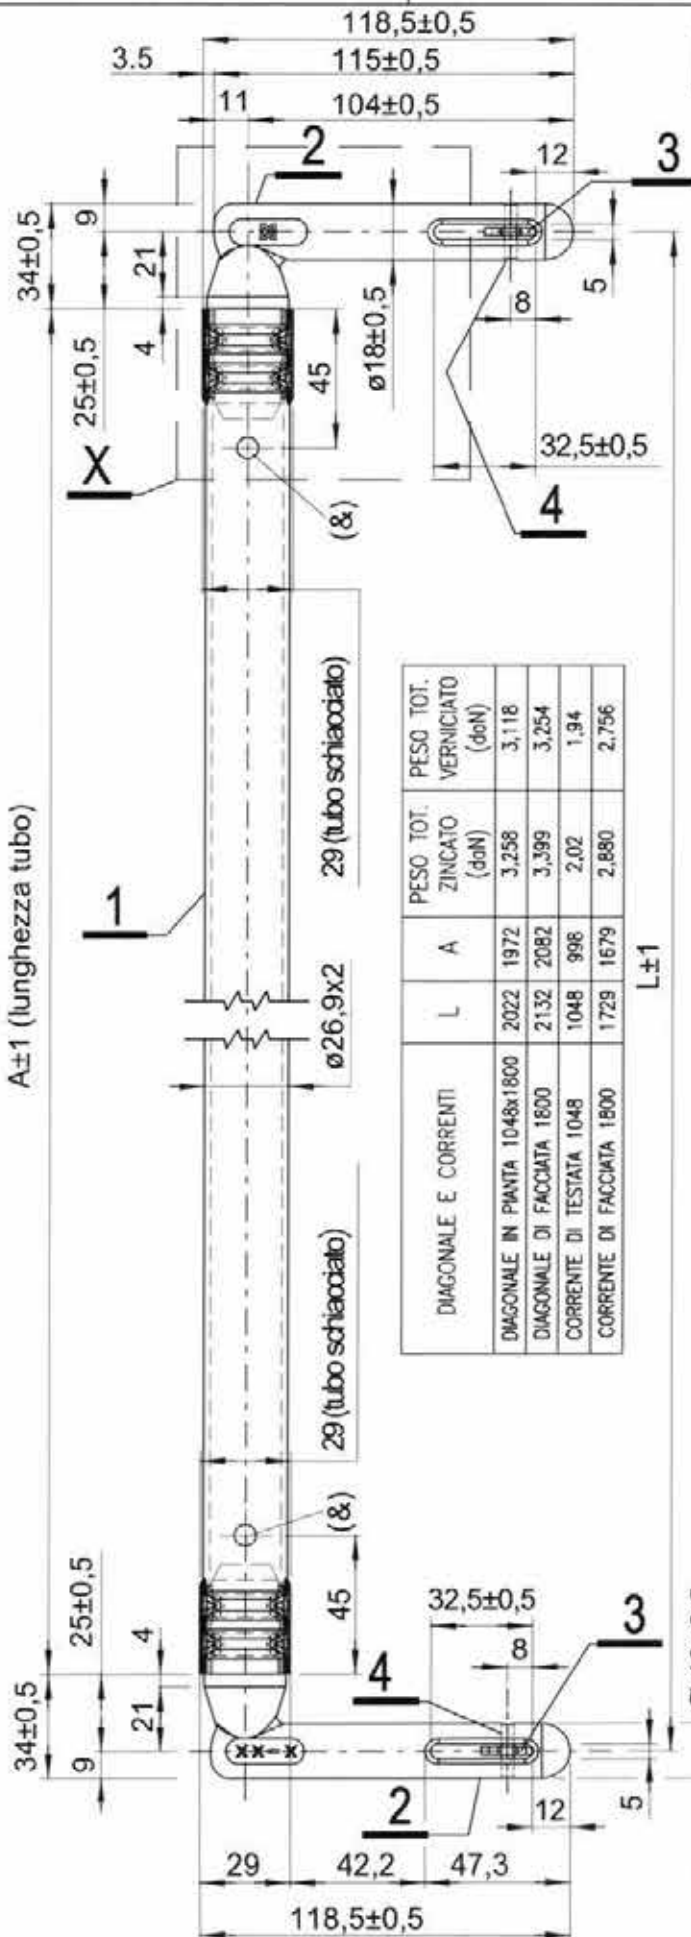 118,5±0,5
3.5
115±0,5
11
104±0,5
2
12
3
34±0,5
9
21
25±0,5
4
45
ø18±0,5
8
5
32,5±0,5
X
(&)
4
29 (tubo schiacciato)
A±1 (lunghezza tubo)
1
ø26,9x2
L±1
DIAGONALE E CORRENTI L A PESO TOT. ZINCATO (daN) PESO TOT. VERNICIATO (daN)
DIAGONALE IN PIANTA 1048x1800 2022 1972 3,258 3,118
DIAGONALE DI FACCIATA 1800 2132 2082 3,399 3,254
CORRENTE DI TESTATA 1048 1048 998 2,02 1,94
CORRENTE DI FACCIATA 1800 1729 1679 2,880 2,756
29 (tubo schiacciato)
(&)
25±0,5
4
45
32,5±0,5
8
3
34±0,5
21
9
4
XX-X
2
5
12
29
42,2
47,3
118,5±0,5